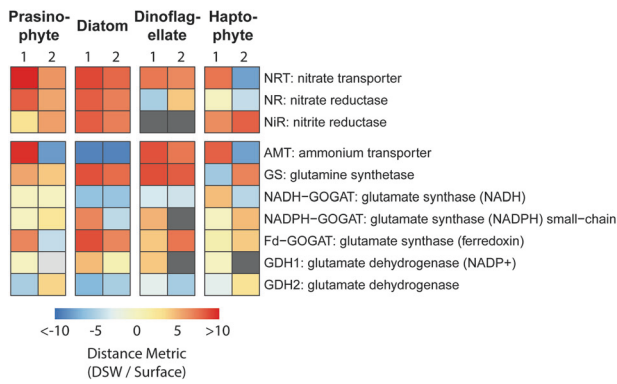 Prasino-
phyte
Diatom
Dinoflag-
ellate
Hapto-
phyte
1 2 1 2 1 2 1 2
NRT: nitrate transporter
NR: nitrate reductase
NiR: nitrite reductase
AMT: ammonium transporter
GS: glutamine synthetase
NADH-GOGAT: glutamate synthase (NADH)
NADPH-GOGAT: glutamate synthase (NADPH) small-chain
Fd-GOGAT: glutamate synthase (ferredoxin)
GDH1: glutamate dehydrogenase (NADP+)
GDH2: glutamate dehydrogenase
<-10 -5 0 5 >10
Distance Metric
(DSW / Surface)